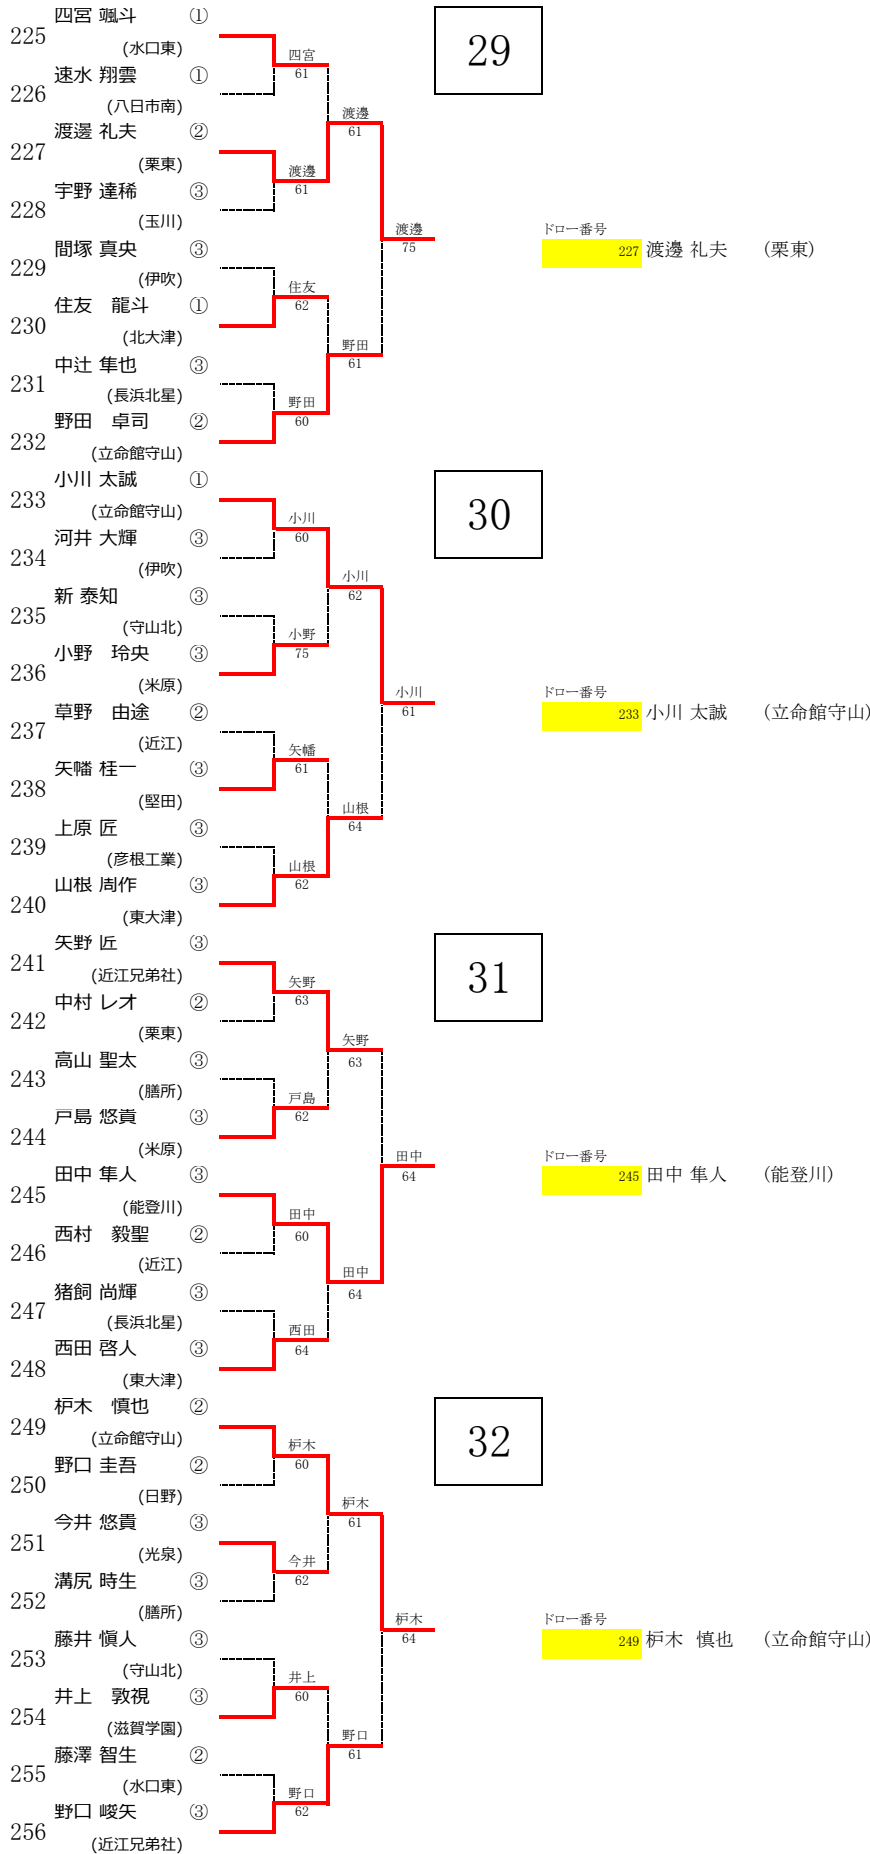 四宮 颯斗 ①
225
(水口東)
四宮
61
速水 翔雲 ①
226
(八日市南)
渡邊
61
渡邊 礼夫 ②
227
(栗東)
渡邊
61
宇野 達稀 ③
228
(玉川)
29
渡邊
75
ドロー番号
227 渡邊 礼夫 (栗東)
間塚 真央 ③
229
(伊吹)
住友
62
住友 龍斗 ①
230
(北大津)
野田
61
中辻 隼也 ③
231
(長浜北星)
野田
60
野田 卓司 ②
232
(立命館守山)
小川 太誠 ①
233
(立命館守山)
小川
60
河井 大輝 ③
234
(伊吹)
30
小川
62
新 泰知 ③
235
(守山北)
小野
75
小野 玲央 ③
236
(米原)
小川
61
ドロー番号
233 小川 太誠 (立命館守山)
草野 由途 ②
237
(近江)
矢幡
61
矢幡 桂一 ③
238
(堅田)
山根
64
上原 匠 ③
239
(彦根工業)
山根
62
山根 周作 ③
240
(東大津)
矢野 匠 ③
241
(近江兄弟社)
矢野
63
中村 レオ ②
242
(栗東)
31
矢野
63
高山 聖太 ③
243
(膳所)
戸島
62
戸島 悠貴 ③
244
(米原)
田中
64
ドロー番号
245 田中 隼人 (能登川)
田中 隼人 ③
245
(能登川)
田中
60
西村 毅聖 ②
246
(近江)
田中
64
猪飼 尚輝 ③
247
(長浜北星)
西田
64
西田 啓人 ③
248
(東大津)
枦木 慎也 ②
249
(立命館守山)
枦木
60
野口 圭吾 ②
250
(日野)
32
枦木
61
今井 悠貴 ③
251
(光泉)
今井
62
溝尻 時生 ③
252
(膳所)
枦木
64
ドロー番号
249 枦木 慎也 (立命館守山)
藤井 愼人 ③
253
(守山北)
井上
60
井上 敦視 ③
254
(滋賀学園)
野口
61
藤澤 智生 ②
255
(水口東)
野口
62
野口 峻矢 ③
256
(近江兄弟社)